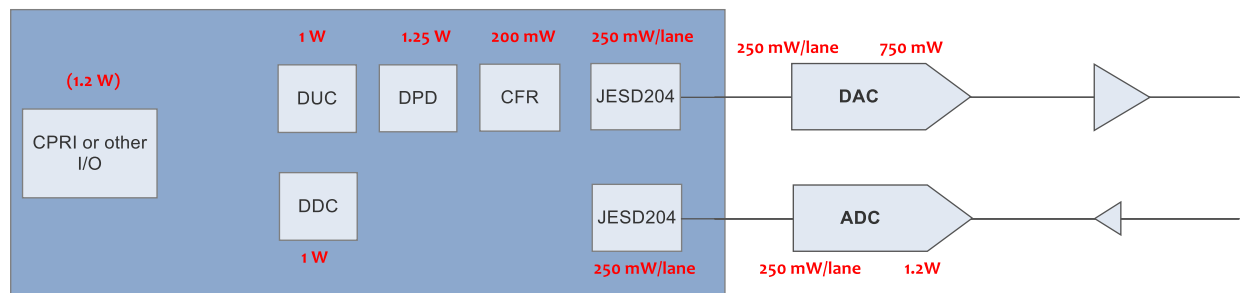 1 W
1.25 W
200 mW
250 mW/lane
250 mW/lane
750 mW
(1.2 W)
DUC
DPD
CFR
JESD204
DAC
CPRI or other
I/O
DDC
JESD204
ADC
1 W
250 mW/lane
250 mW/lane
1.2W